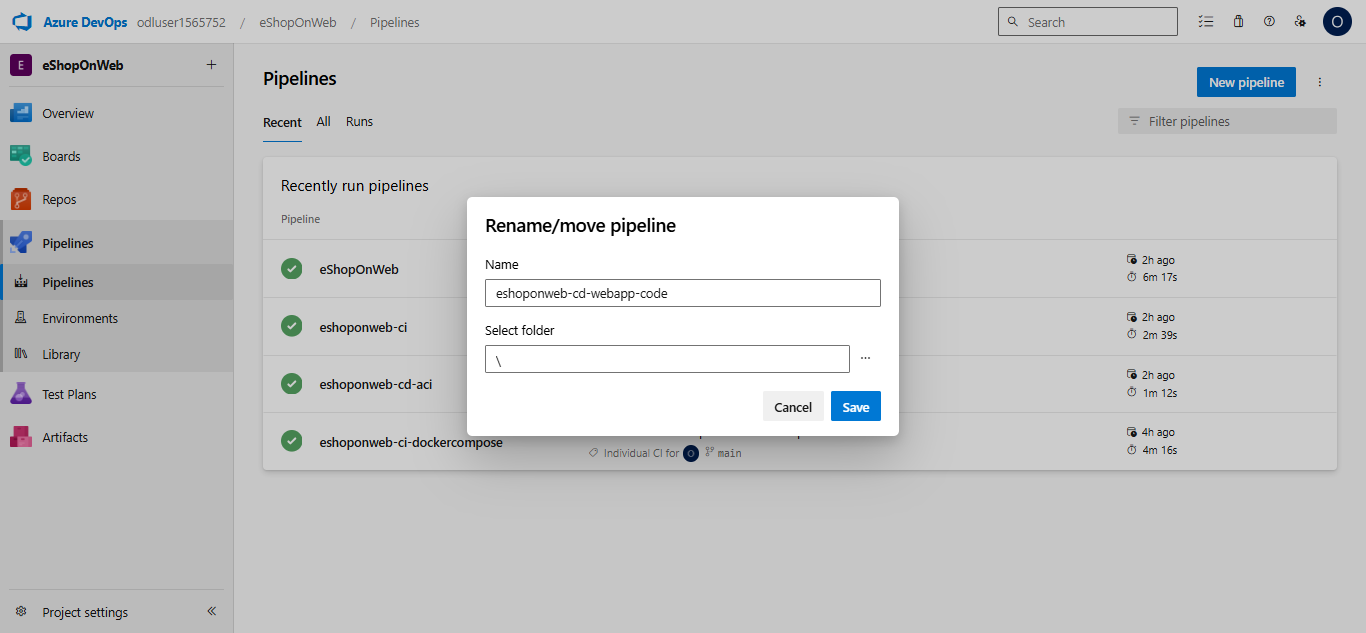 Azure DevOps odluser1565752 / eShopOnWeb / Pipelines Search O
E eShopOnWeb +
Overview
Boards
Repos
Pipelines
Pipelines
Environments
Library
Test Plans
Artifacts
Project settings
Pipelines
New pipeline
Recent All Runs
Filter pipelines
Recently run pipelines
Pipeline
eShopOnWeb
2h ago
6m 17s
eshoponweb-ci
2h ago
2m 39s
eshoponweb-cd-aci
2h ago
1m 12s
eshoponweb-ci-dockercompose
Individual CI for O main
4h ago
4m 16s
Rename/move pipeline
Name
eshoponweb-cd-webapp-code
Select folder
\
...
Cancel Save